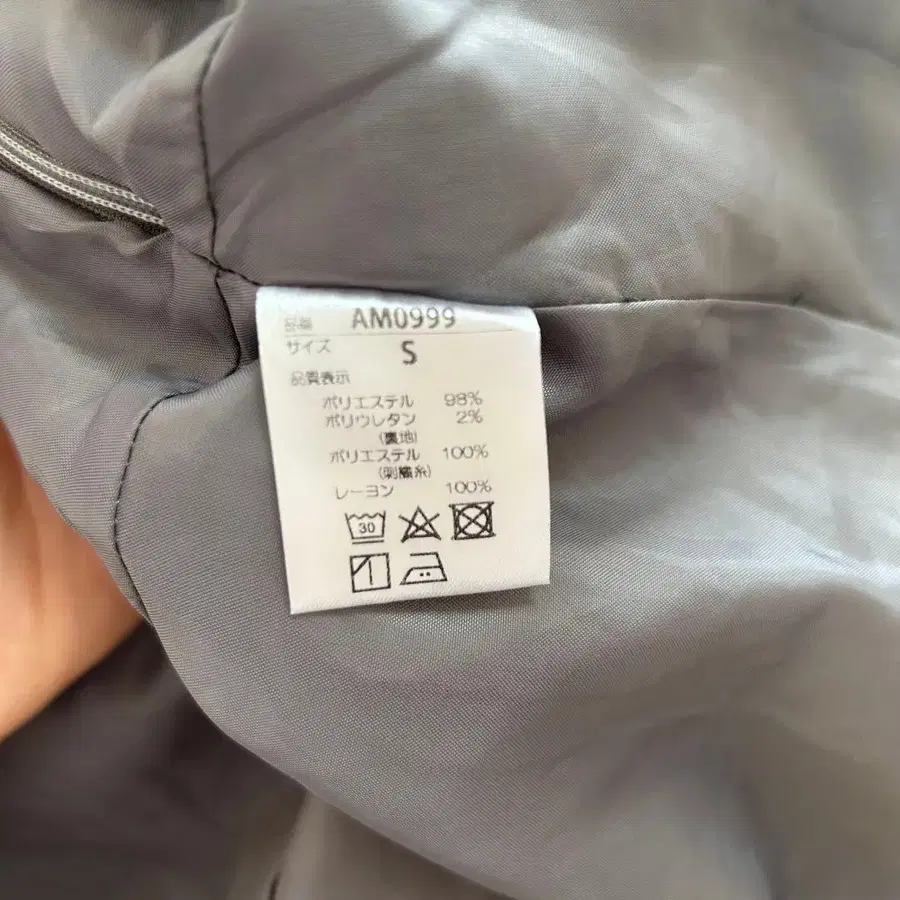 品番 AM0999
サイズ S
品質表示
ポリエステル 98%
ポリウレタン 2%
(裏地)
ポリエステル 100%
(刺繍糸)
レーヨン 100%
30